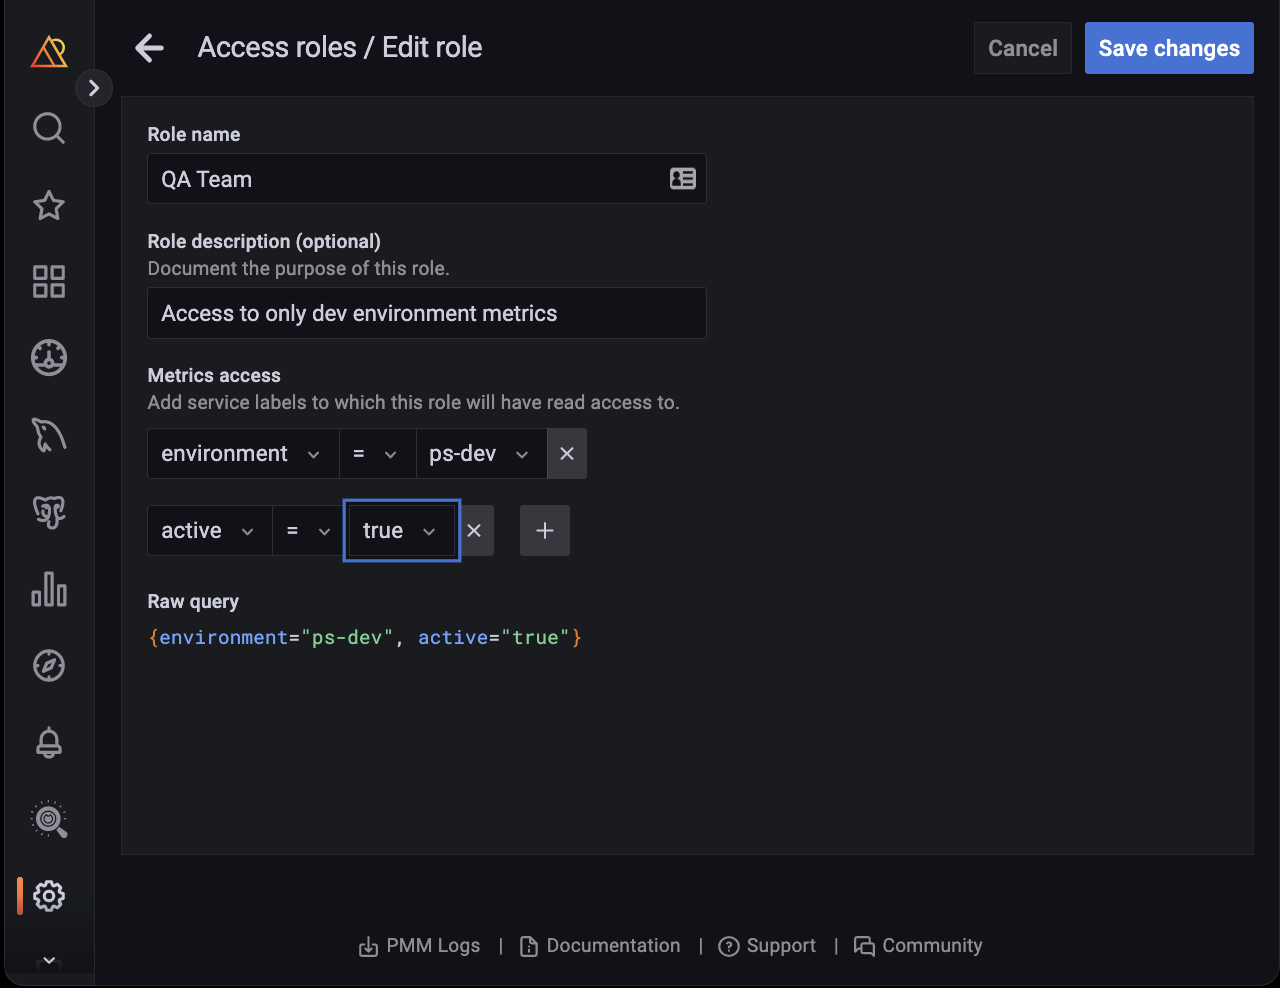 Access roles / Edit role
Cancel
Save changes
Role name
QA Team
Role description (optional)
Document the purpose of this role.
Access to only dev environment metrics
Metrics access
Add service labels to which this role will have read access to.
environment = ps-dev
active = true
Raw query
{environment="ps-dev", active="true"}
PMM Logs | Documentation | Support | Community